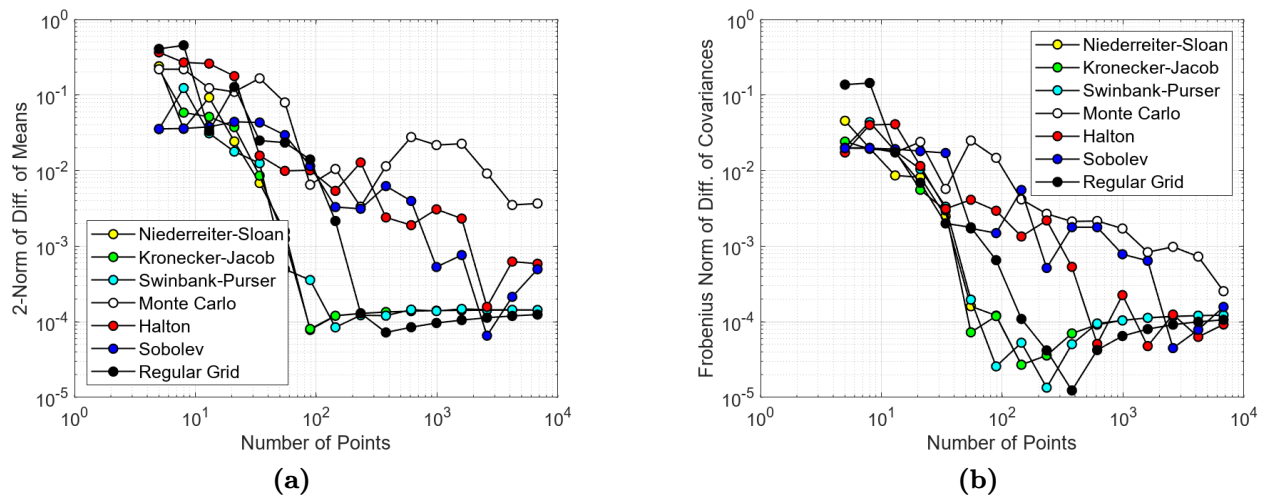 10^0
10^-1
10^-2
10^-3
10^-4
10^-5
2-Norm of Diff. of Means
Niederreiter-Sloan
Kronecker-Jacob
Swinbank-Purser
Monte Carlo
Halton
Sobolev
Regular Grid
10^0 10^1 10^2 10^3 10^4
Number of Points
(a)
10^0
10^-1
10^-2
10^-3
10^-4
10^-5
Frobenius Norm of Diff. of Covariances
Niederreiter-Sloan
Kronecker-Jacob
Swinbank-Purser
Monte Carlo
Halton
Sobolev
Regular Grid
10^0 10^1 10^2 10^3 10^4
Number of Points
(b)